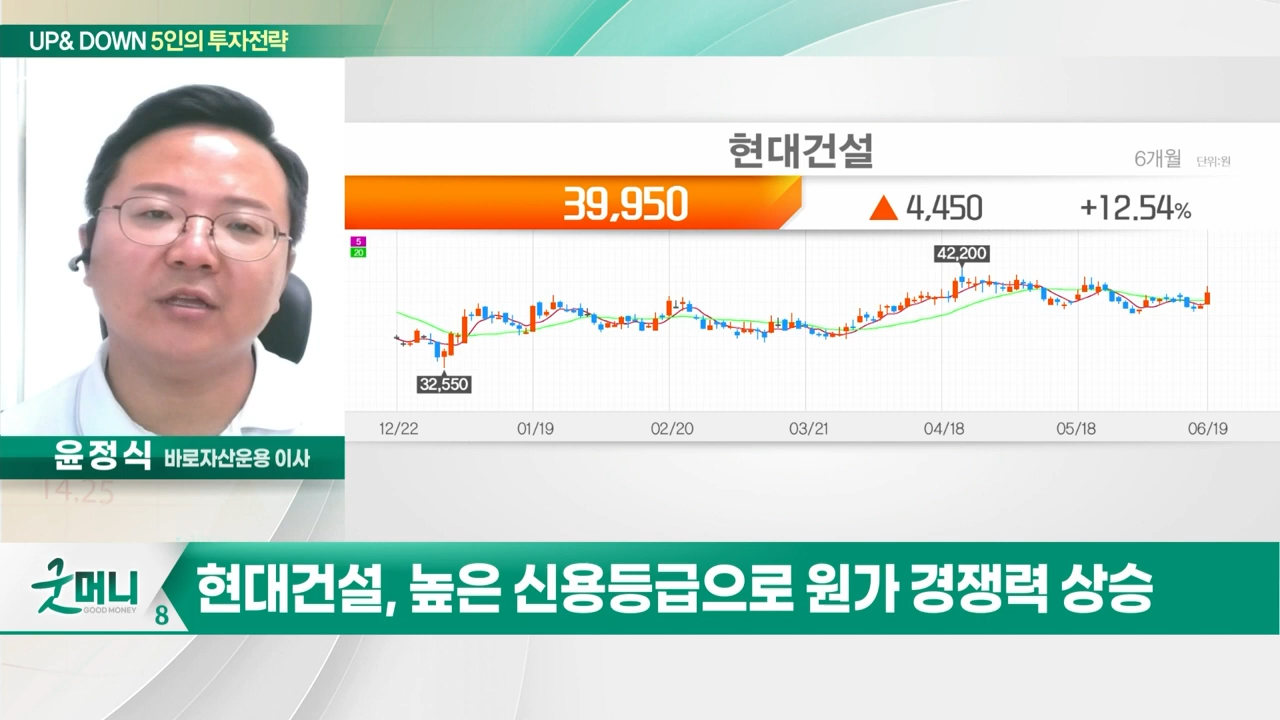 UP& DOWN 5인의 투자전략
현대건설
6개월 단위:원
39,950 ▲ 4,450 +12.54%
5
20
42,200
32,550
12/22 01/19 02/20 03/21 04/18 05/18 06/19
윤정식 바로자산운용 이사
14.25
굿머니
GOOD MONEY
8
현대건설, 높은 신용등급으로 원가 경쟁력 상승